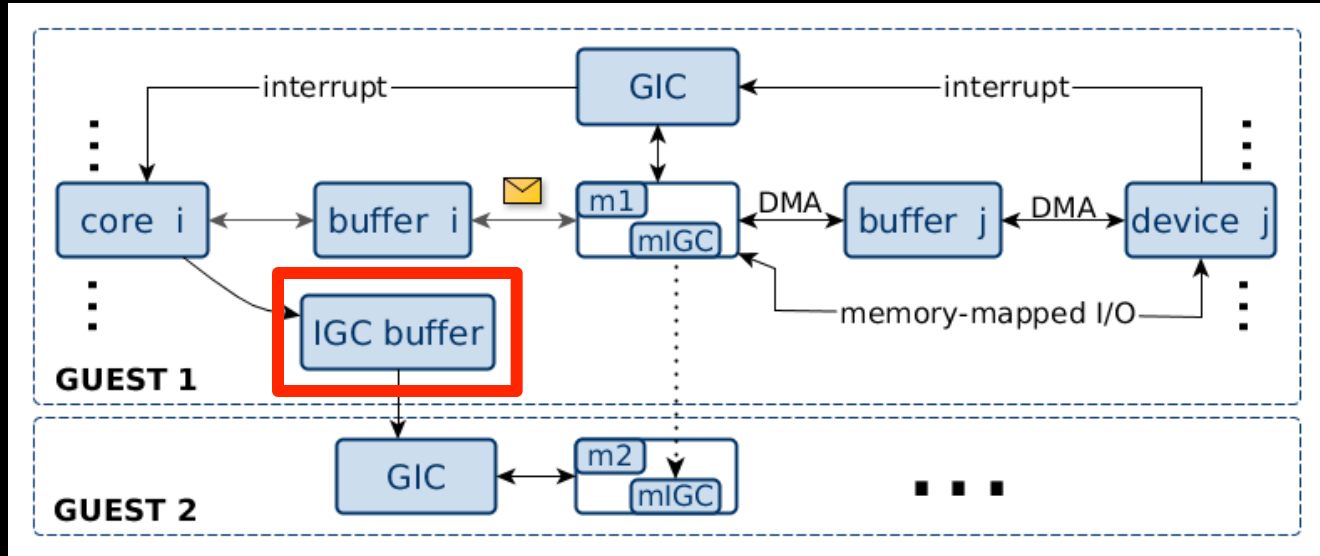 interrupt
GIC
interrupt
core i
buffer i
m1
mIGC
DMA
buffer j
DMA
device j
IGC buffer
memory-mapped I/O
GUEST 1
GIC
m2
mIGC
GUEST 2